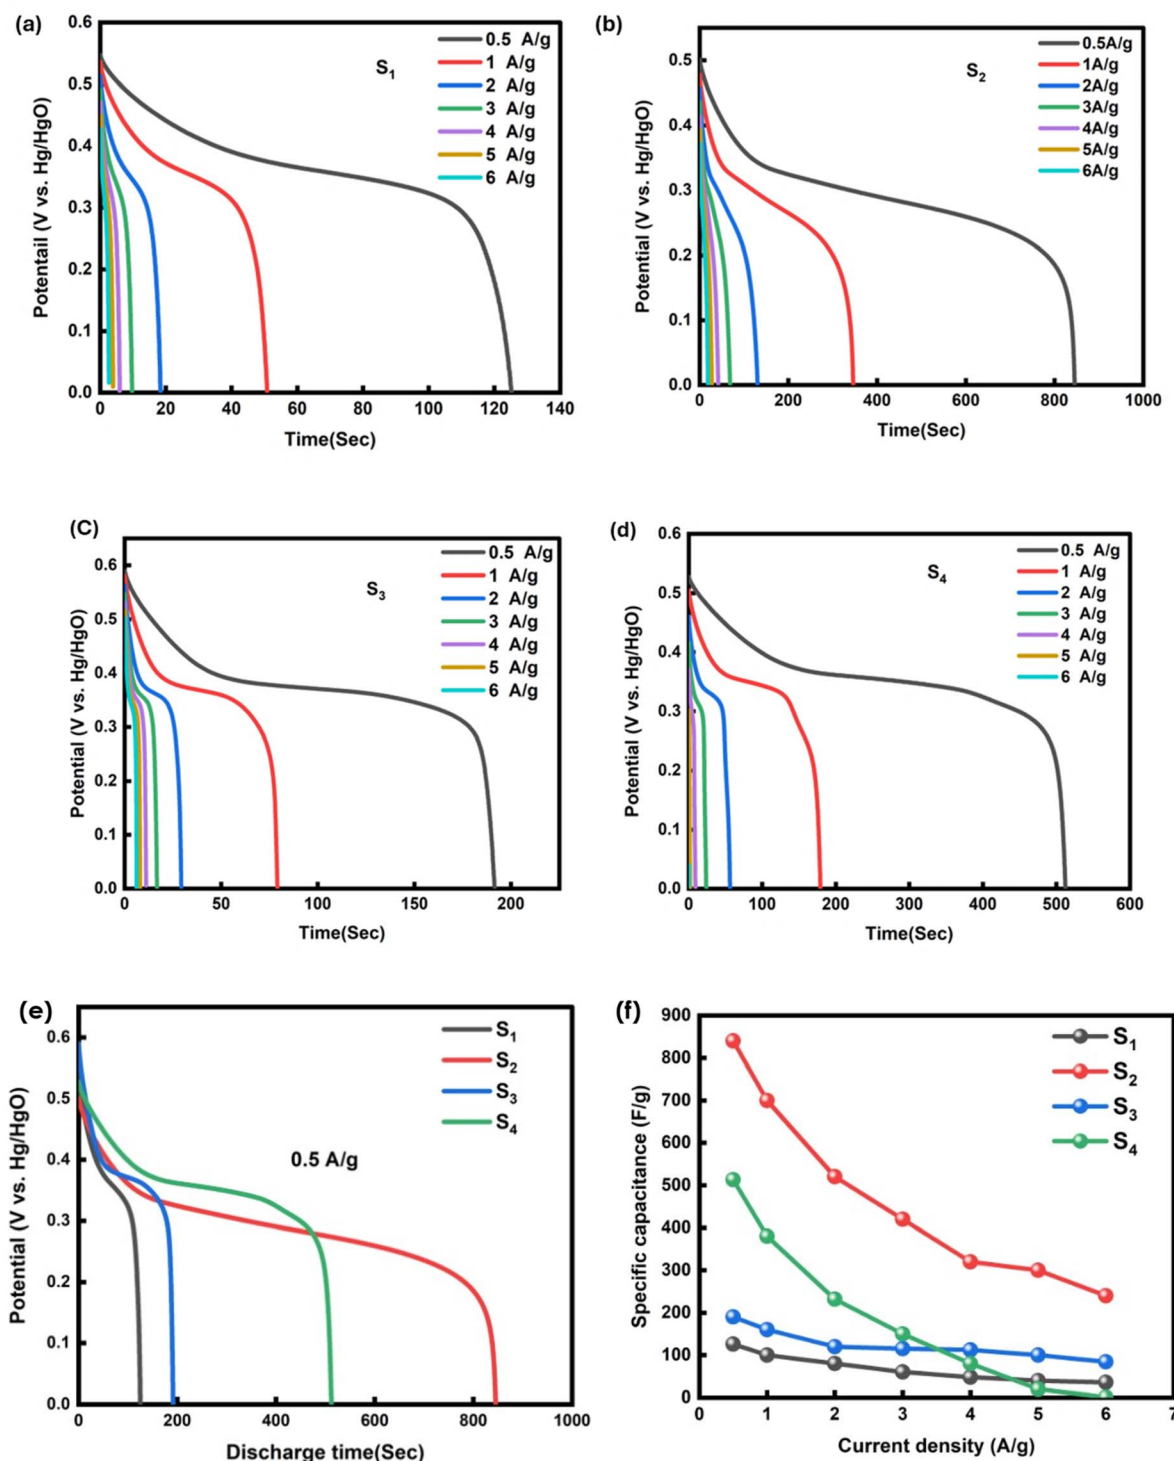 (a)
0.6
0.5
0.4
0.3
0.2
0.1
0.0
0 20 40 60 80 100 120 140
Potentail (V vs. Hg/HgO)
Time(Sec)
S1
0.5 A/g
1 A/g
2 A/g
3 A/g
4 A/g
5 A/g
6 A/g
(b)
0.5
0.4
0.3
0.2
0.1
0.0
0 200 400 600 800 1000
Potential (V vs. Hg/HgO)
Time(Sec)
S2
0.5A/g
1A/g
2A/g
3A/g
4A/g
5A/g
6A/g
(C)
0.6
0.5
0.4
0.3
0.2
0.1
0.0
0 50 100 150 200
Potential (V vs. Hg/HgO)
Time(Sec)
S3
0.5 A/g
1 A/g
2 A/g
3 A/g
4 A/g
5 A/g
6 A/g
(d)
0.6
0.5
0.4
0.3
0.2
0.1
0.0
0 100 200 300 400 500 600
Potential (V vs. Hg/HgO)
Time(Sec)
S4
0.5 A/g
1 A/g
2 A/g
3 A/g
4 A/g
5 A/g
6 A/g
(e)
0.6
0.5
0.4
0.3
0.2
0.1
0.0
0 200 400 600 800 1000
Potential (V vs. Hg/HgO)
Discharge time(Sec)
0.5 A/g
S1
S2
S3
S4
(f)
900
800
700
600
500
400
300
200
100
0
0 1 2 3 4 5 6 7
Specific capacitance (F/g)
Current density (A/g)
S1
S2
S3
S4